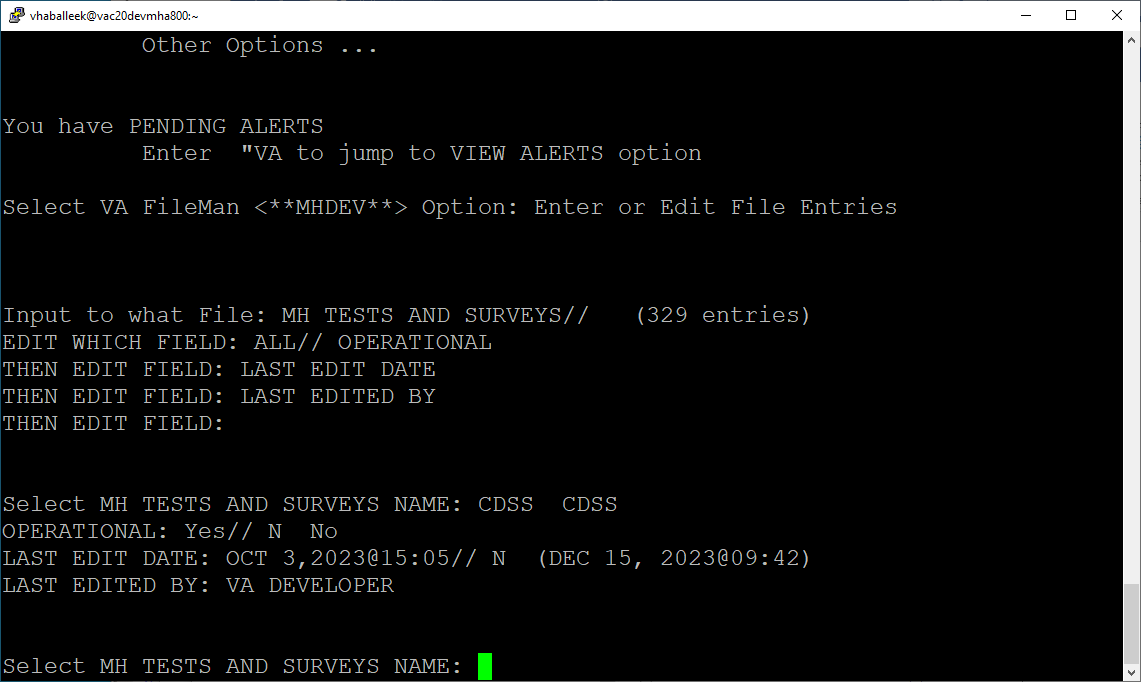 vhaballeek@vac20devmha800:~
Other Options ...
You have PENDING ALERTS
Enter  "VA to jump to VIEW ALERTS option
Select VA FileMan <**MHDEV**> Option: Enter or Edit File Entries
Input to what File: MH TESTS AND SURVEYS//   (329 entries)
EDIT WHICH FIELD: ALL// OPERATIONAL
THEN EDIT FIELD: LAST EDIT DATE
THEN EDIT FIELD: LAST EDITED BY
THEN EDIT FIELD:
Select MH TESTS AND SURVEYS NAME: CDSS  CDSS
OPERATIONAL: Yes// N  No
LAST EDIT DATE: OCT 3,2023@15:05// N  (DEC 15, 2023@09:42)
LAST EDITED BY: VA DEVELOPER
Select MH TESTS AND SURVEYS NAME: